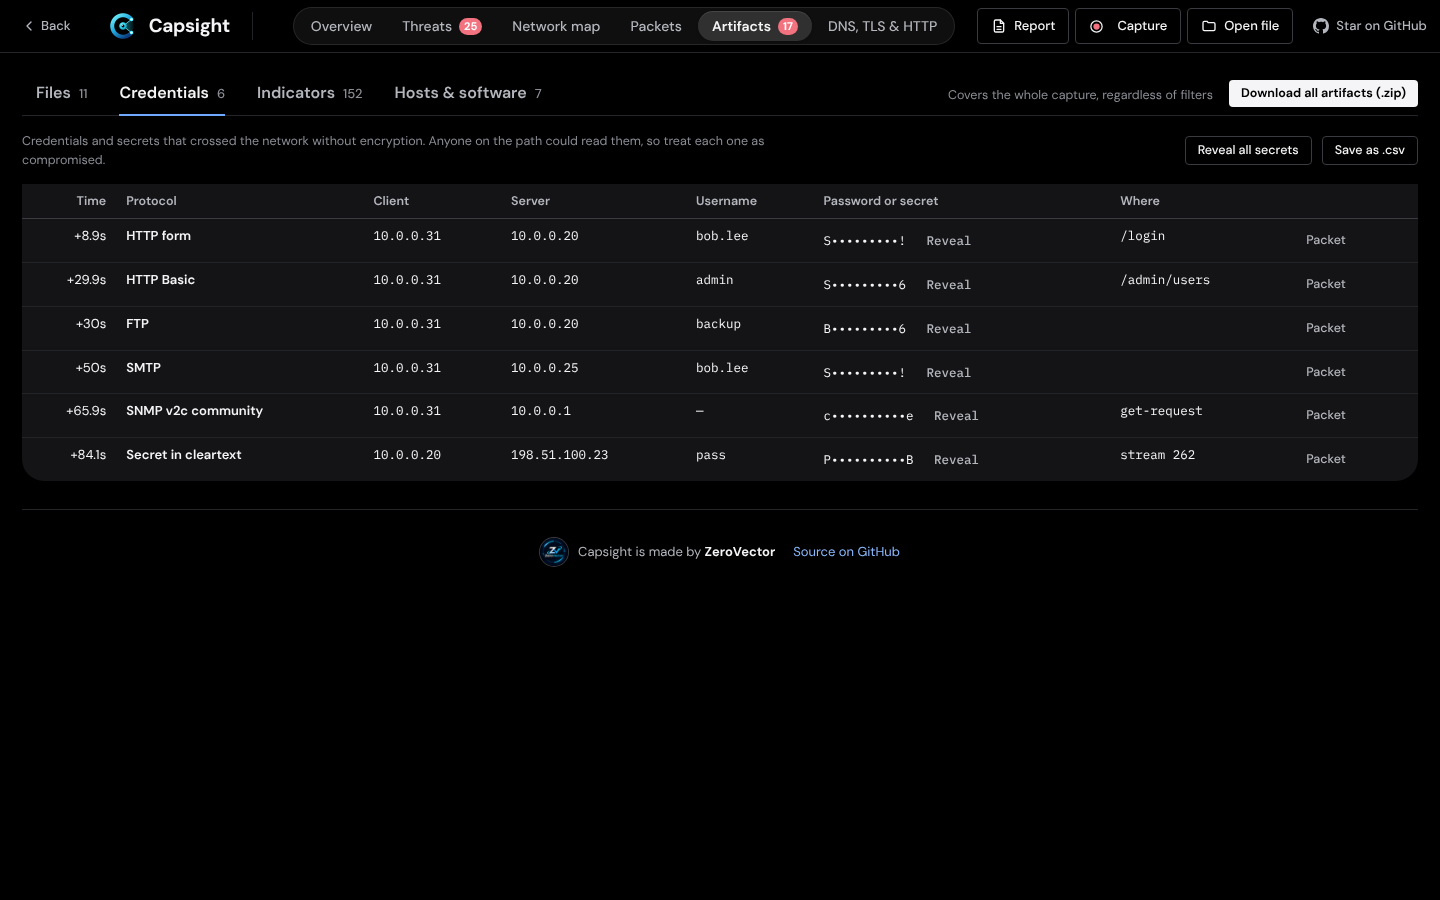 Back
Capsight
Overview
Threats 25
Network map
Packets
Artifacts 17
DNS, TLS & HTTP
Report
Capture
Open file
Star on GitHub
Files 11
Credentials 6
Indicators 152
Hosts & software 7
Covers the whole capture, regardless of filters
Download all artifacts (.zip)
Credentials and secrets that crossed the network without encryption. Anyone on the path could read them, so treat each one as
compromised.
Reveal all secrets
Save as .csv
Time Protocol Client Server Username Password or secret Where
+8.9s HTTP form 10.0.0.31 10.0.0.20 bob.lee S•••••••••! Reveal /login Packet
+29.9s HTTP Basic 10.0.0.31 10.0.0.20 admin S•••••••••6 Reveal /admin/users Packet
+30s FTP 10.0.0.31 10.0.0.20 backup B•••••••••6 Reveal Packet
+50s SMTP 10.0.0.31 10.0.0.25 bob.lee S•••••••••! Reveal Packet
+65.9s SNMP v2c community 10.0.0.31 10.0.0.1 — c••••••••••e Reveal get-request Packet
+84.1s Secret in cleartext 10.0.0.20 198.51.100.23 pass P••••••••••B Reveal stream 262 Packet
Capsight is made by ZeroVector
Source on GitHub